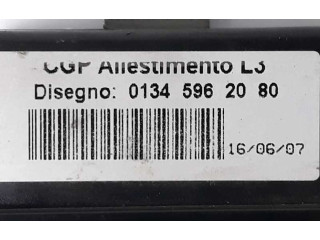 CGP Allestimento L3
Disegno: 0134 596 20 80
16/06/07